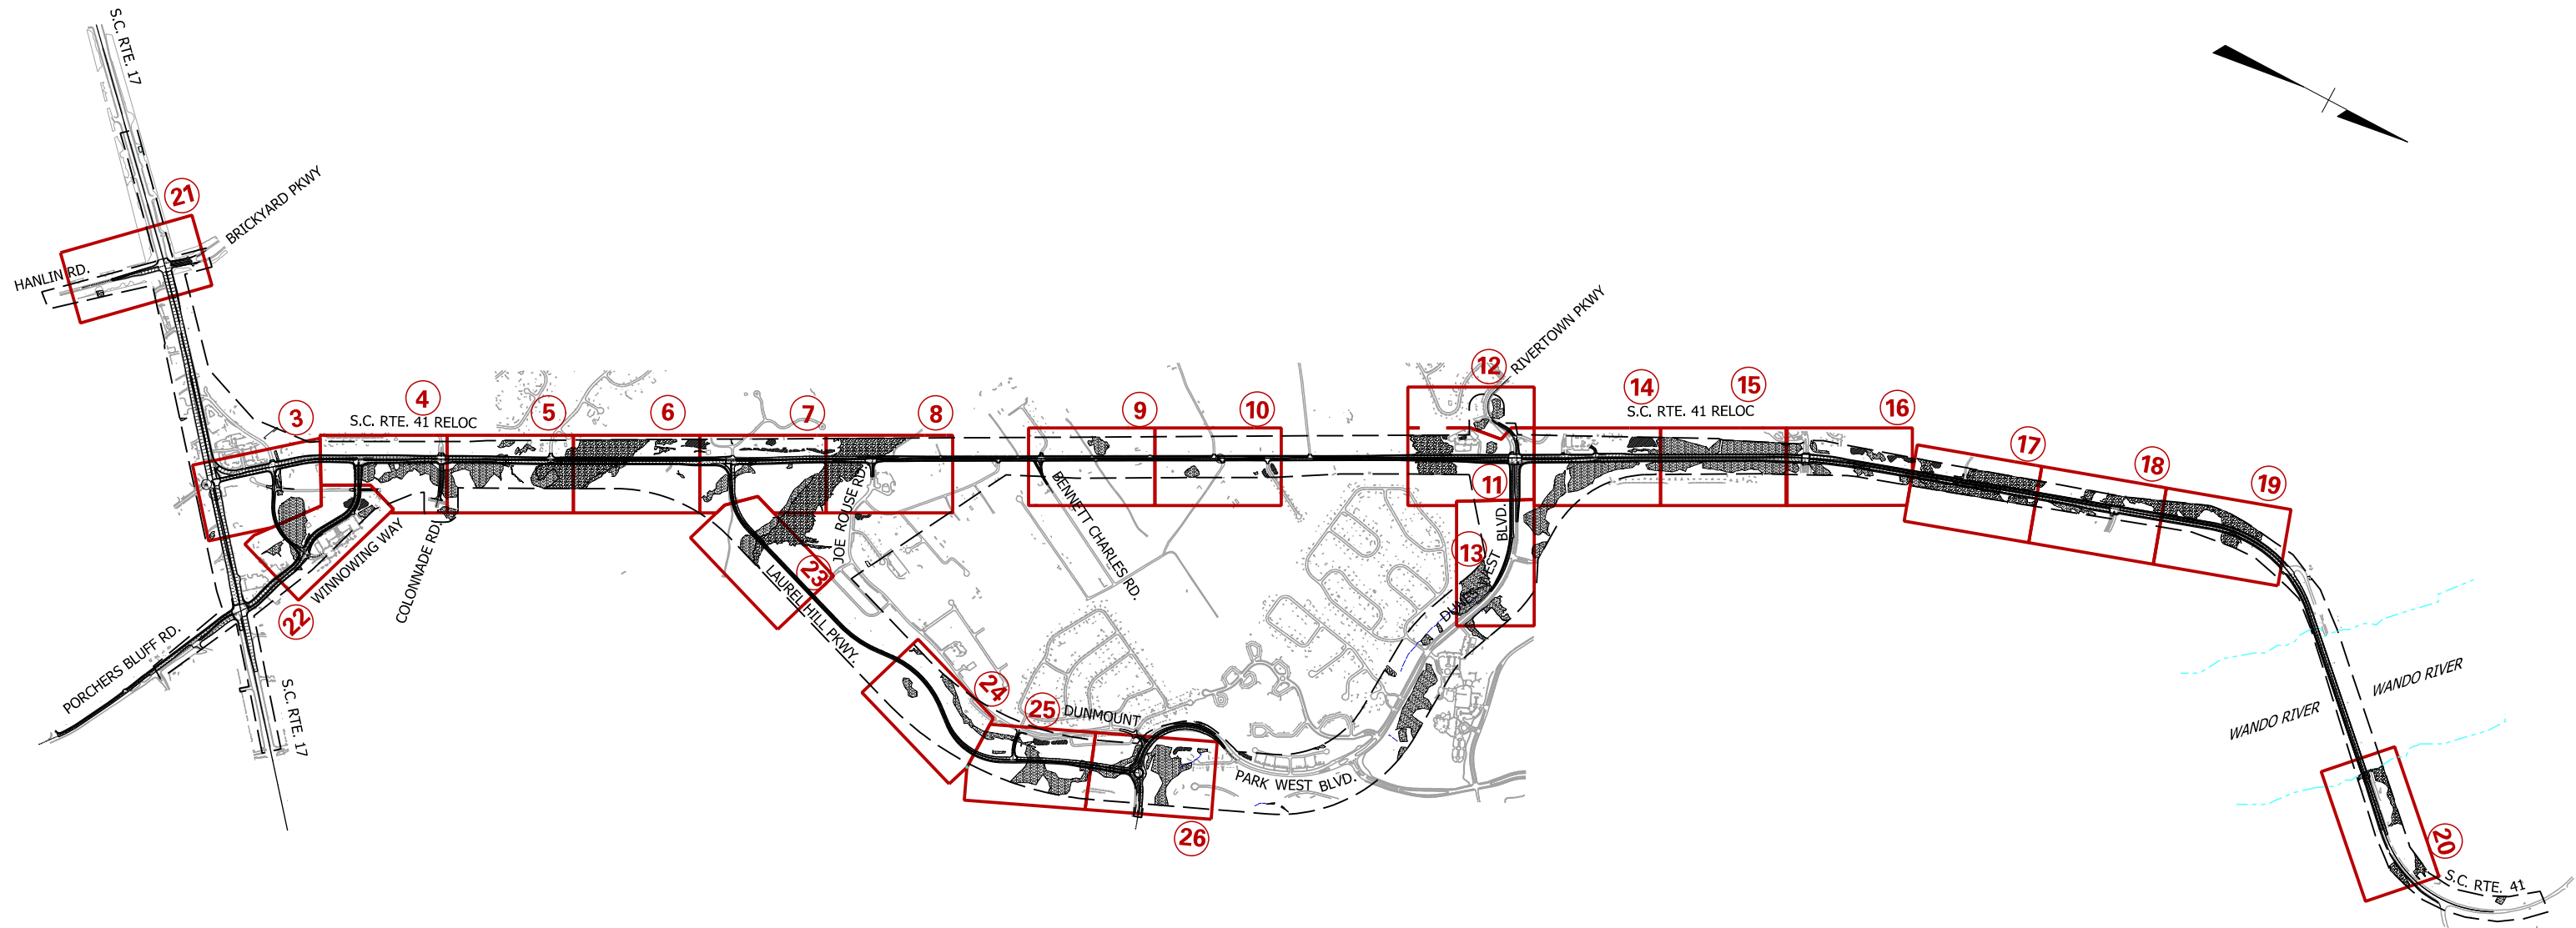 S.C. RTE. 17
21
BRICKYARD PKWY
HANLIN RD.
3
4
S.C. RTE. 41 RELOC
5
6
7
8
9
10
12
RIVERTOWN PKWY
14
15
S.C. RTE. 41 RELOC
16
17
18
19
11
13
BENNETT CHARLES RD.
JOE ROUSE RD.
COLONNADE RD.
WINNOWING WAY
22
23
LAUREL HILL PKWY.
PORCHERS BLUFF RD.
S.C. RTE. 17
24
25
DUNMOUNT
26
PARK WEST BLVD.
WEST BLVD.
WANDO RIVER
WANDO RIVER
20
S.C. RTE. 41